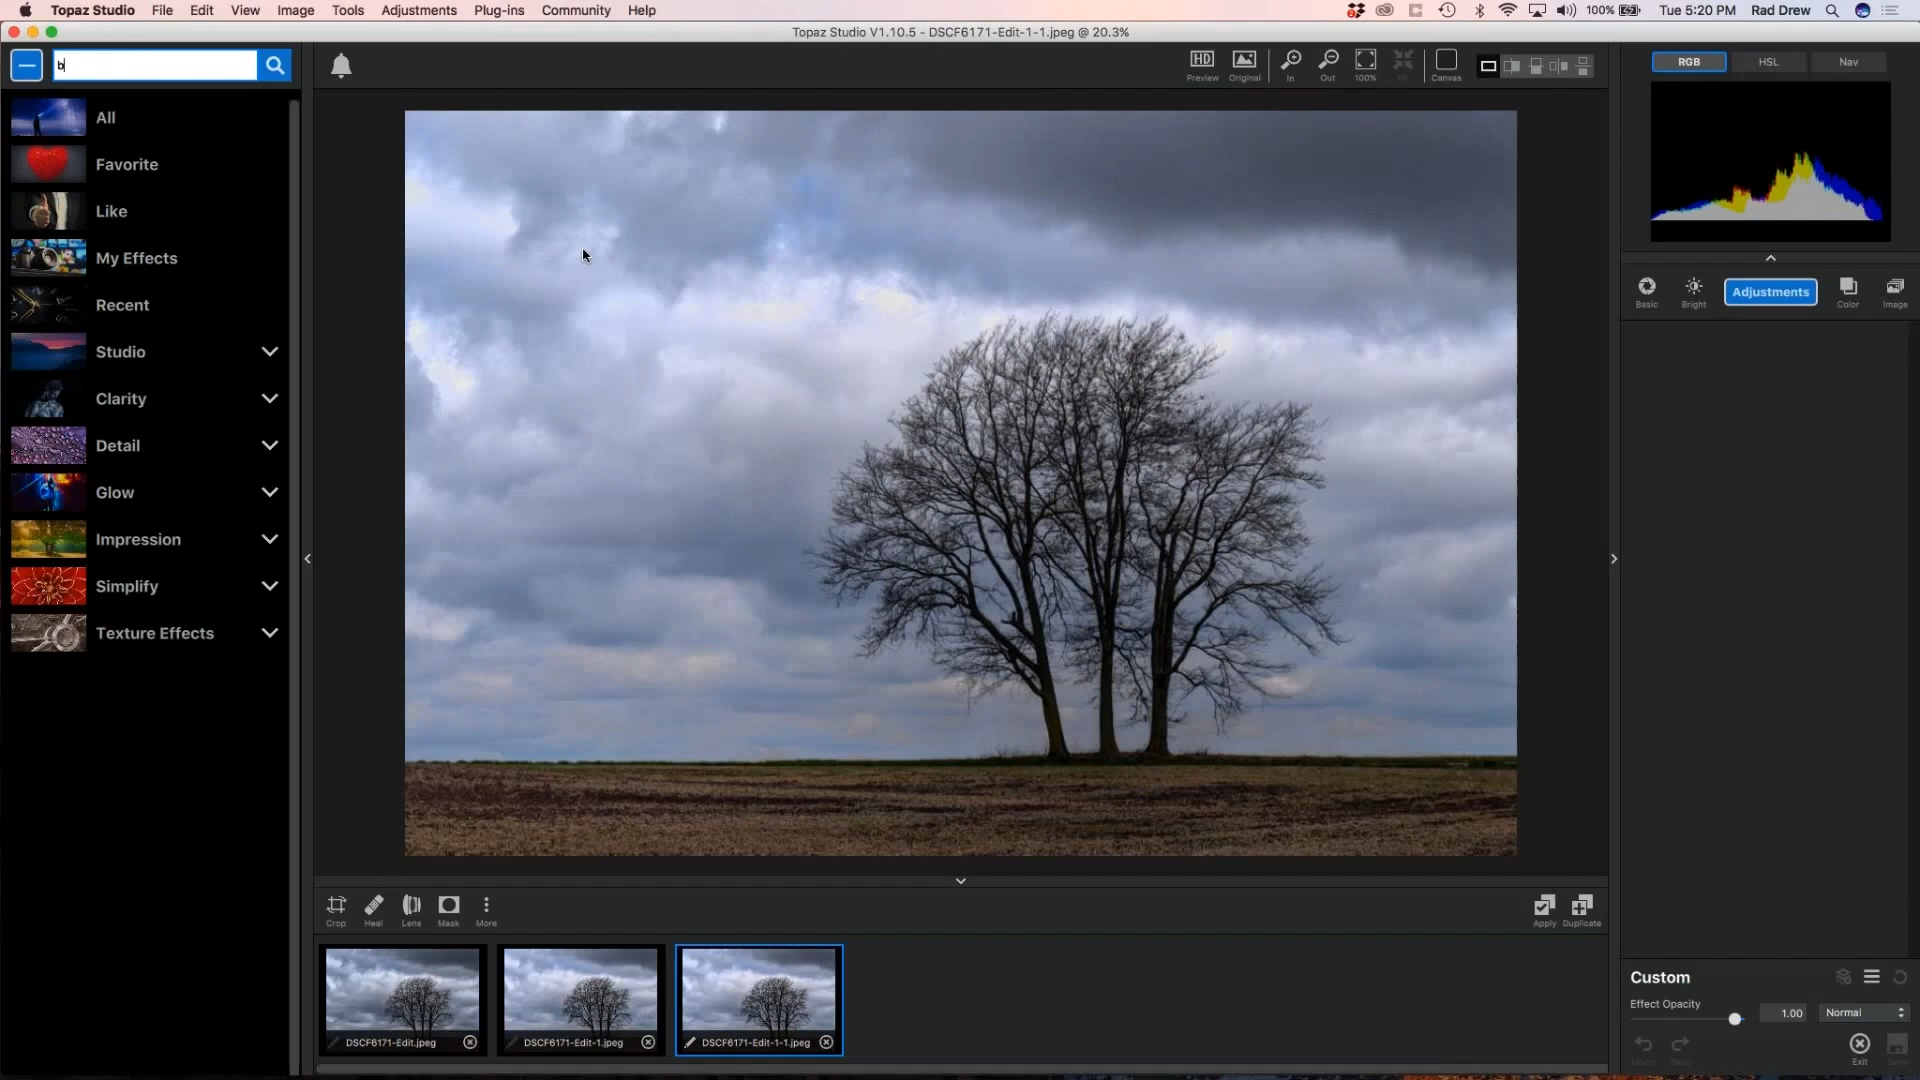 Topaz Studio File Edit View Image Tools Adjustments Plug-ins Community Help 100% Tue 5:20 PM Rad Drew
Topaz Studio V1.10.5 - DSCF6171-Edit-1-1.jpeg @ 20.3%
b
HD
Preview Original In Out 100% Canvas
RGB HSL Nav
All
Favorite
Like
My Effects
Recent
Studio
Clarity
Detail
Glow
Impression
Simplify
Texture Effects
Basic Bright Adjustments Color Image
Crop Heal Lens Mask More Apply Duplicate
DSCF6171-Edit.jpeg DSCF6171-Edit-1.jpeg DSCF6171-Edit-1-1.jpeg
Custom
Effect Opacity 1.00 Normal
Exit